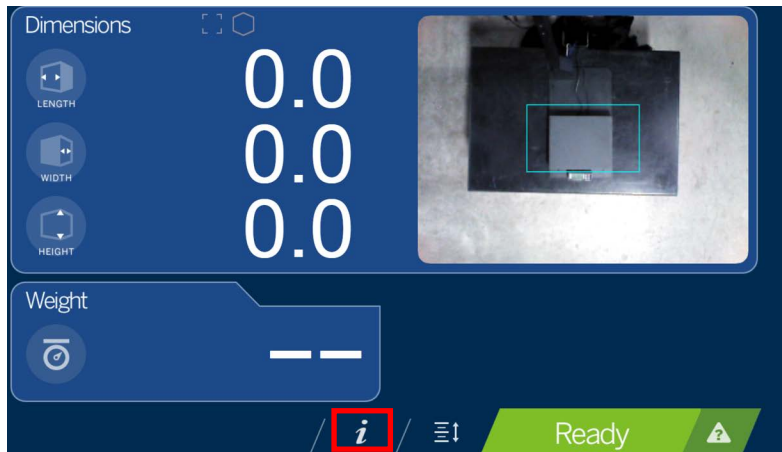 Dimensions
LENGTH
0.0
WIDTH
0.0
HEIGHT
0.0
Weight
— —
i
Ready
?